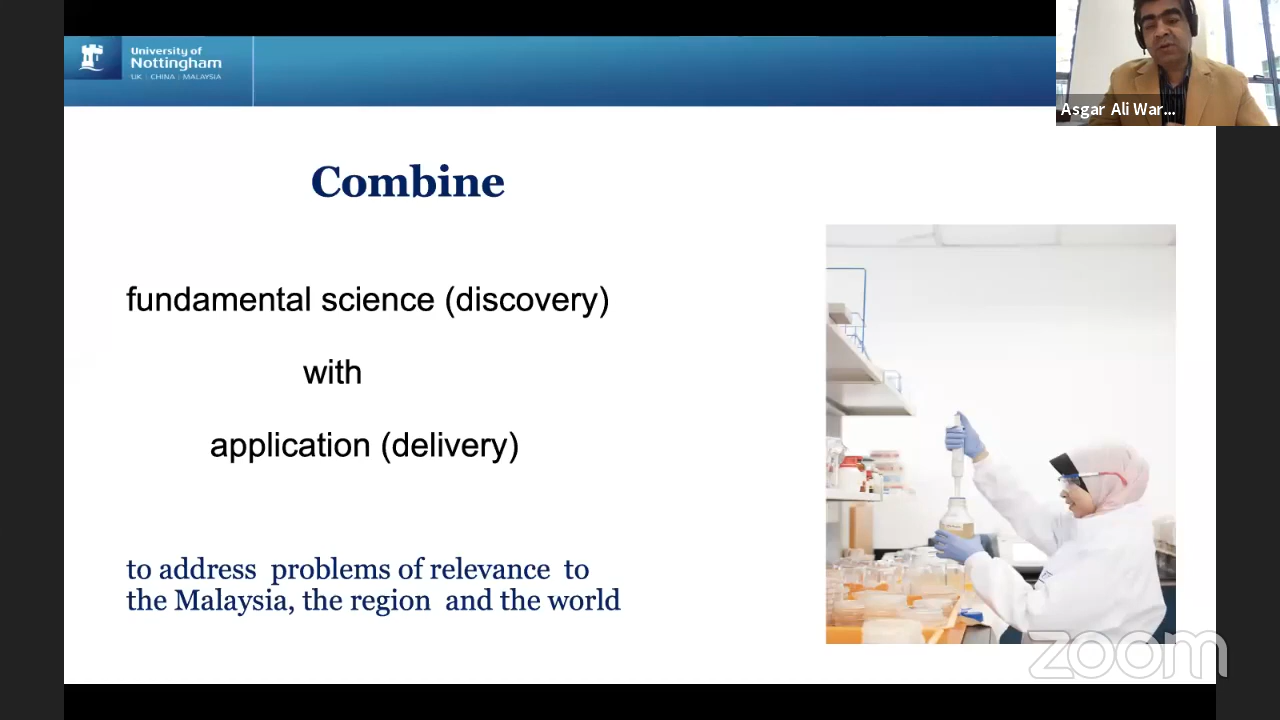 University of
Nottingham
UK | CHINA | MALAYSIA
Asgar Ali War...
Combine
fundamental science (discovery)
with
application (delivery)
to address problems of relevance to
the Malaysia, the region and the world
zoom